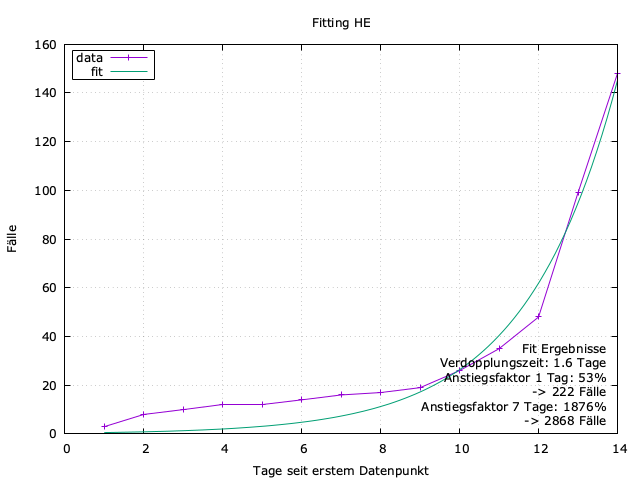 Fitting HE
160
140
120
100
80
60
40
20
0
Fälle
data
fit
Fit Ergebnisse
Verdopplungszeit: 1.6 Tage
Anstiegsfaktor 1 Tag: 53%
-> 222 Fälle
Anstiegsfaktor 7 Tage: 1876%
-> 2868 Fälle
0 2 4 6 8 10 12 14
Tage seit erstem Datenpunkt